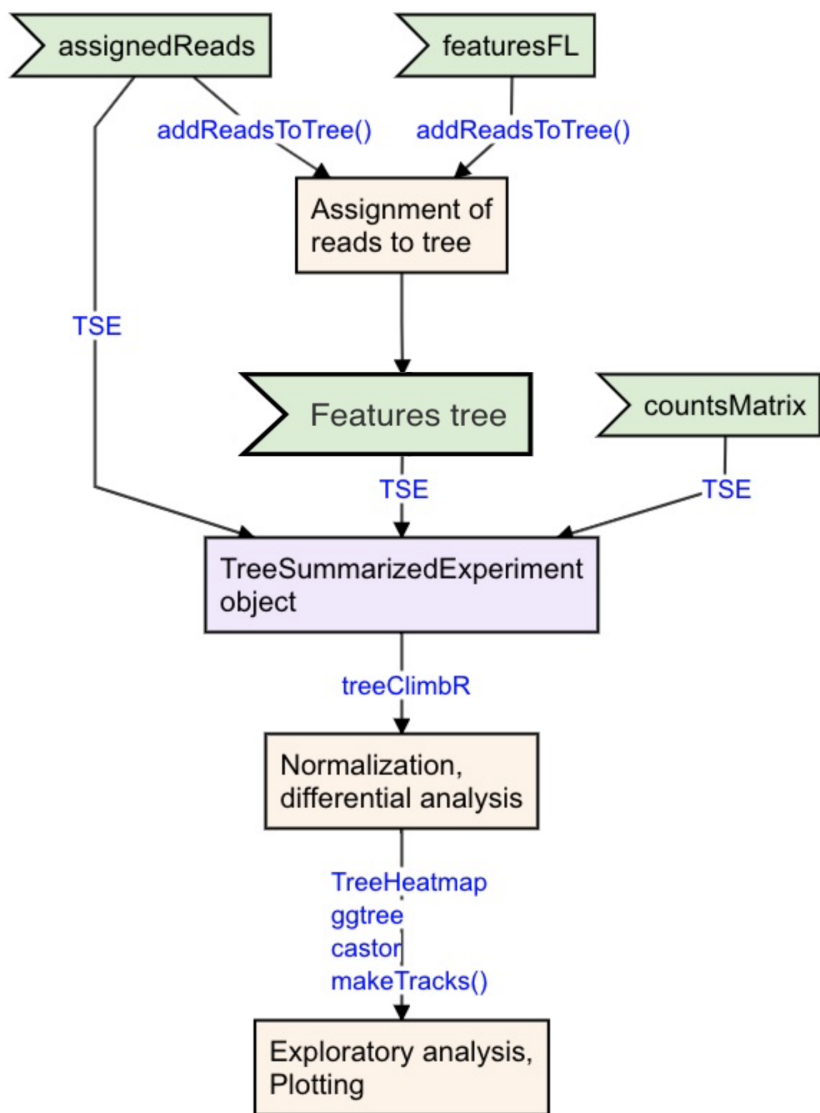 assignedReads
featuresFL
addReadsToTree()
addReadsToTree()
Assignment of
reads to tree
TSE
Features tree
countsMatrix
TSE
TSE
TreeSummarizedExperiment
object
treeClimbR
Normalization,
differential analysis
TreeHeatmap
ggtree
castor
makeTracks()
Exploratory analysis,
Plotting